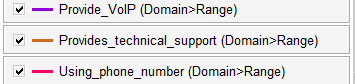 Provide_VoIP (Domain>Range)
Provides_technical_support (Domain>Range)
Using_phone_number (Domain>Range)